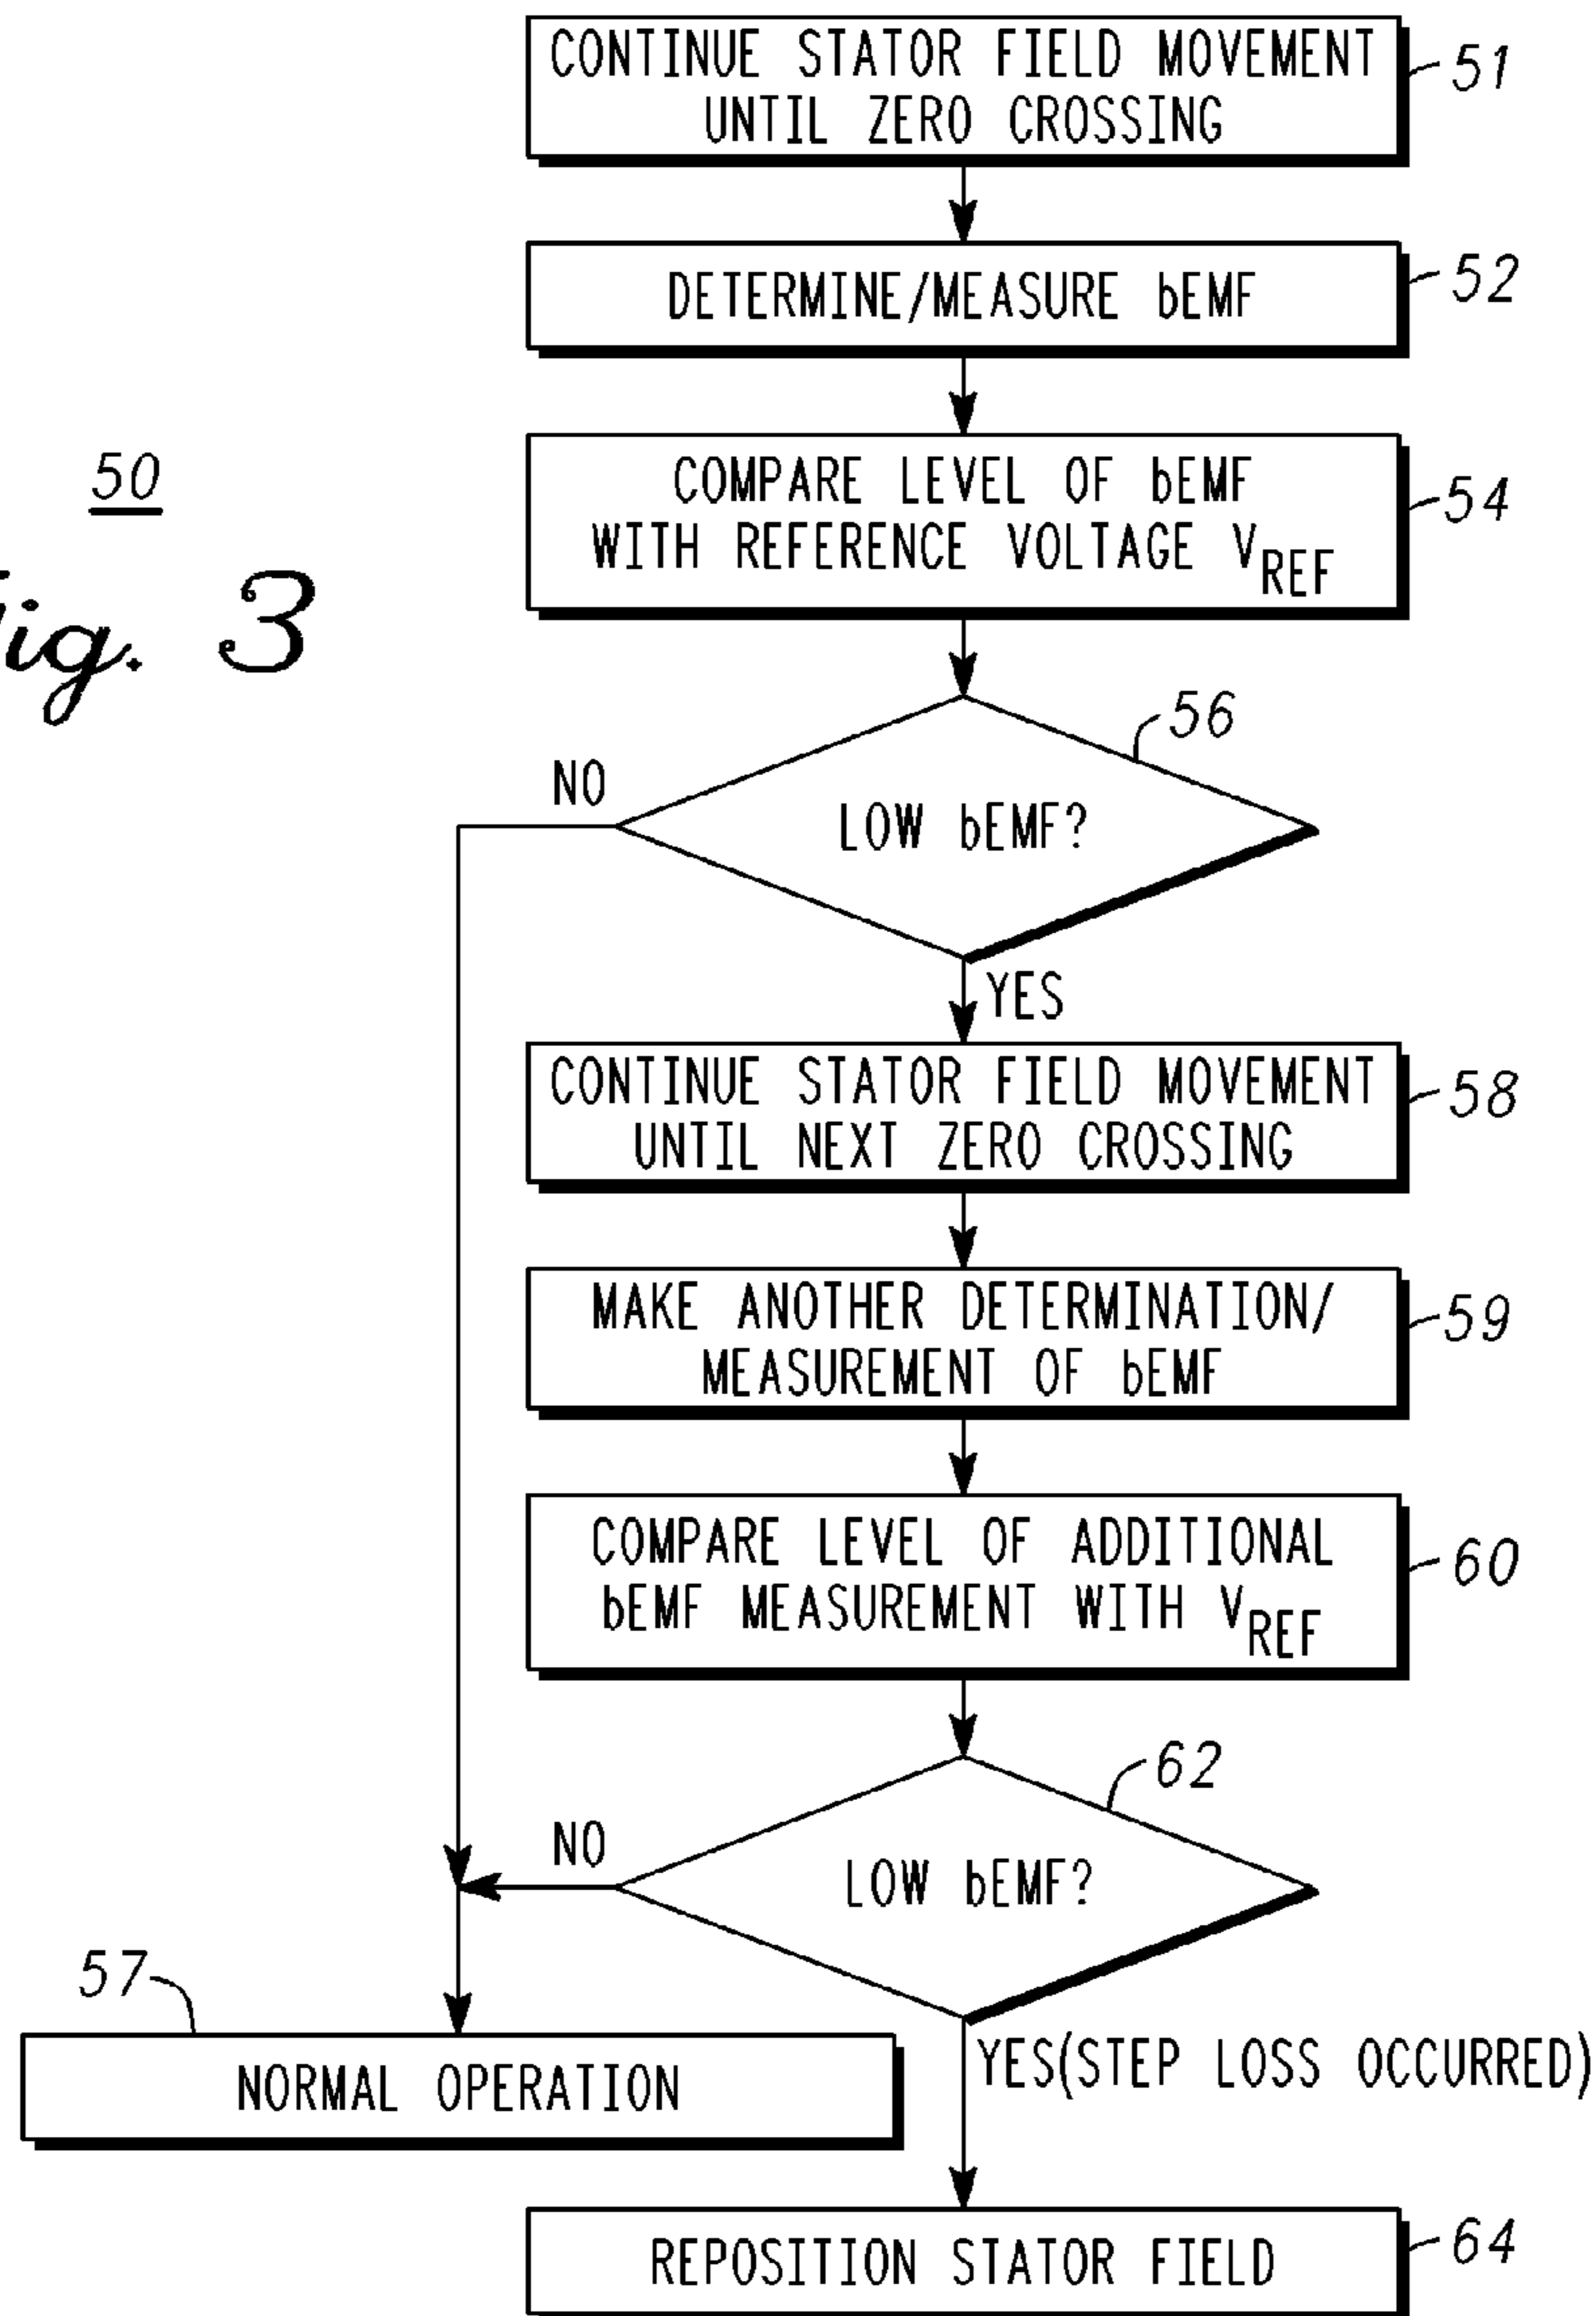 CONTINUE STATOR FIELD MOVEMENT
UNTIL ZERO CROSSING
51
DETERMINE/MEASURE bEMF
52
50
COMPARE LEVEL OF bEMF
WITH REFERENCE VOLTAGE VREF
54
ig. 3
56
NO
LOW bEMF?
YES
CONTINUE STATOR FIELD MOVEMENT
UNTIL NEXT ZERO CROSSING
58
MAKE ANOTHER DETERMINATION/
MEASUREMENT OF bEMF
59
COMPARE LEVEL OF ADDITIONAL
bEMF MEASUREMENT WITH VREF
60
62
NO
LOW bEMF?
57
YES(STEP LOSS OCCURRED)
NORMAL OPERATION
REPOSITION STATOR FIELD
64